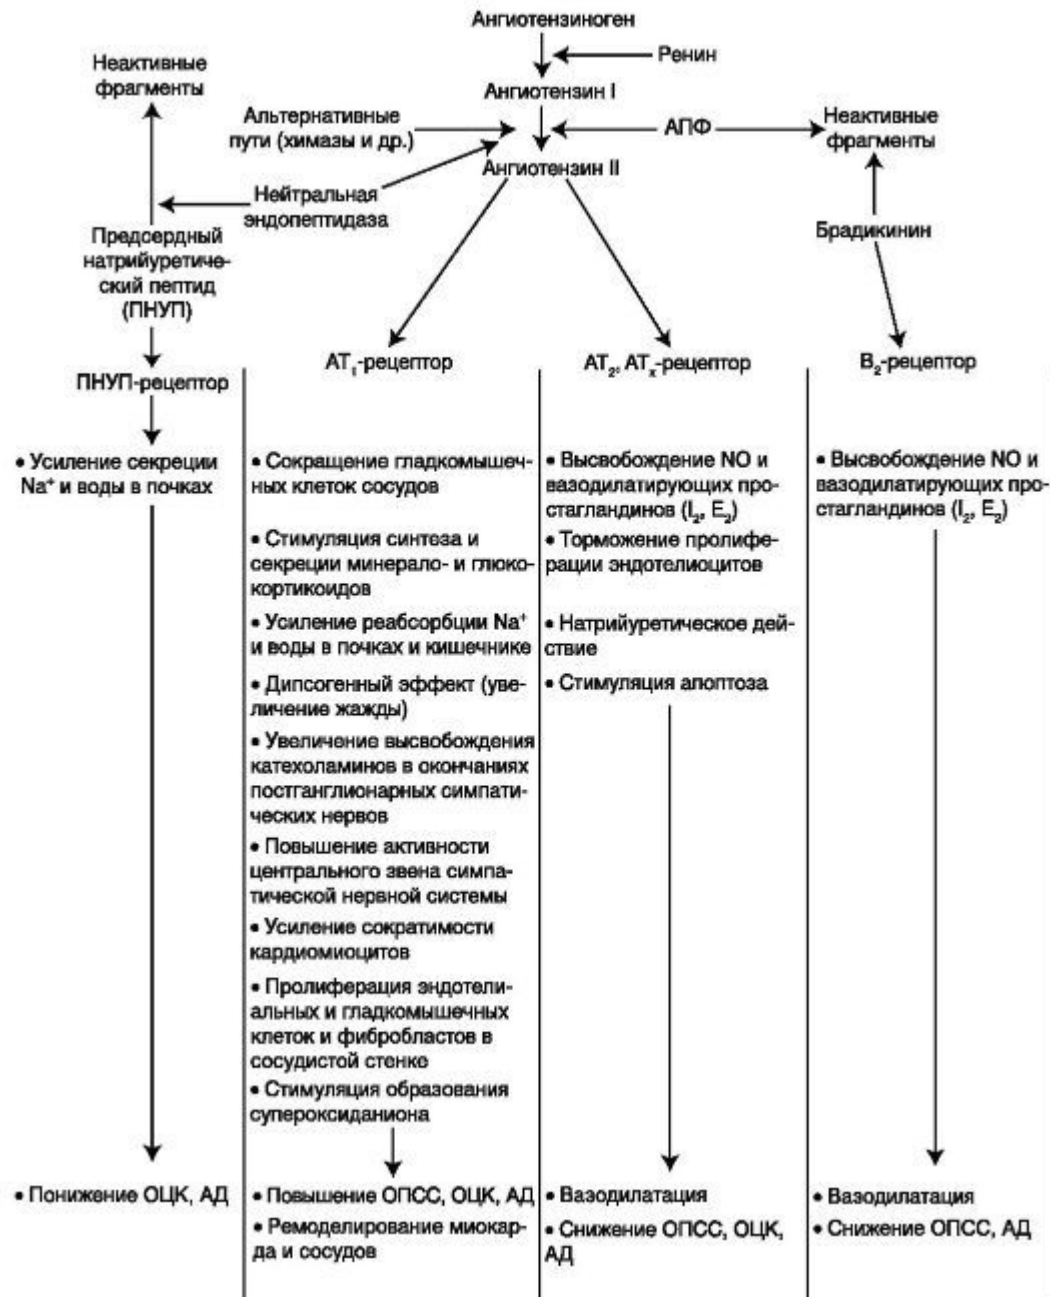 Ангиотензиноген
Ренин
Неактивные
фрагменты
Ангиотензин I
Альтернативные
пути (химазы и др.)
АПФ
Неактивные
фрагменты
Ангиотензин II
Нейтральная
эндопептидаза
Предсердный
натрийуретиче-
ский пептид
(ПНУП)
Брадикинин
ПНУП-рецептор
AT₁-рецептор
AT₂, ATₓ-рецептор
B₂-рецептор
• Усиление секреции
Na⁺ и воды в почках
• Понижение ОЦК, АД
• Сокращение гладкомышеч-
ных клеток сосудов
• Стимуляция синтеза и
секреции минерало- и глюко-
кортикоидов
• Усиление реабсорбции Na⁺
и воды в почках и кишечнике
• Дипсогенный эффект (уве-
личение жажды)
• Увеличение высвобождения
катехоламинов в окончаниях
постганглионарных симпати-
ческих нервов
• Повышение активности
центрального звена симпа-
тической нервной системы
• Усиление сократимости
кардиомиоцитов
• Пролиферация эндотели-
альных и гладкомышечных
клеток и фибробластов в
сосудистой стенке
• Стимуляция образования
супероксиданиона
• Повышение ОПСС, ОЦК, АД
• Ремоделирование миокар-
да и сосудов
• Высвобождение NO и
вазодилатирующих про-
стагландинов (I₂, E₂)
• Торможение пролифе-
рации эндотелиоцитов
• Натрийуретическое дей-
ствие
• Стимуляция апоптоза
• Вазодилатация
• Снижение ОПСС, ОЦК,
АД
• Высвобождение NO и
вазодилатирующих про-
стагландинов (I₂, E₂)
• Вазодилатация
• Снижение ОПСС, АД